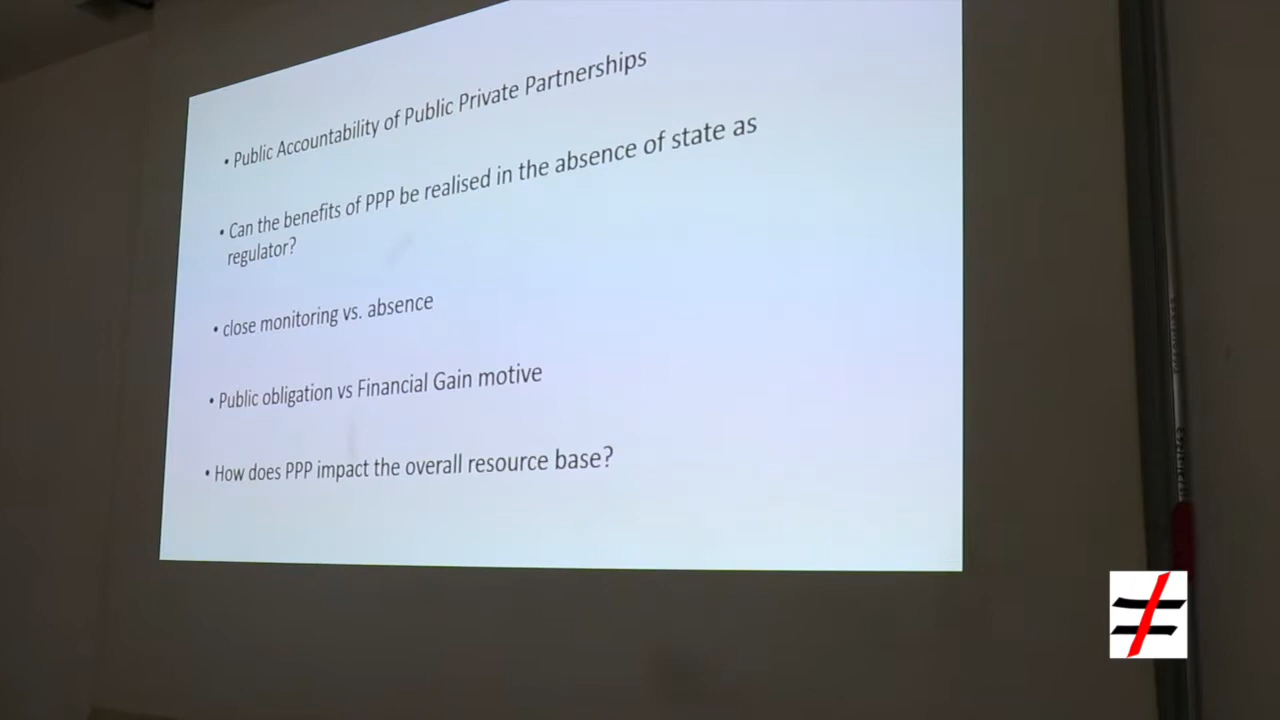 • Public Accountability of Public Private Partnerships
• Can the benefits of PPP be realised in the absence of state as
regulator?
• close monitoring vs. absence
• Public obligation vs Financial Gain motive
• How does PPP impact the overall resource base?